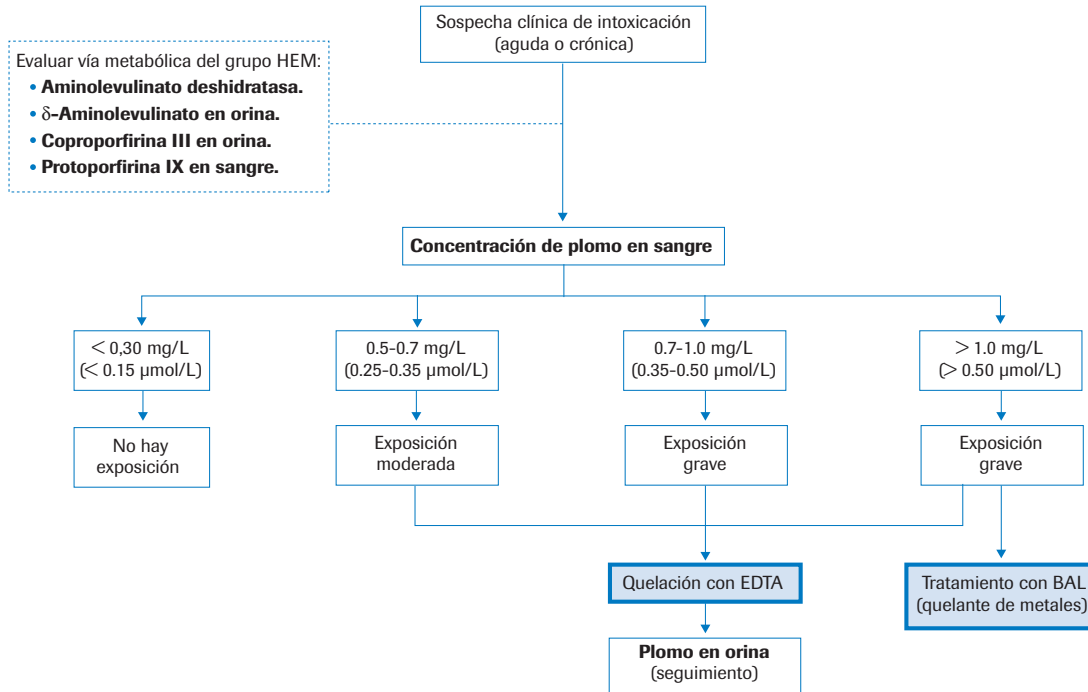 Sospecha clínica de intoxicación
(aguda o crónica)
Evaluar vía metabólica del grupo HEM:
• Aminolevulinato deshidratasa.
• δ-Aminolevulinato en orina.
• Coproporfirina III en orina.
• Protoporfirina IX en sangre.
Concentración de plomo en sangre
< 0,30 mg/L
(< 0.15 µmol/L)
0.5-0.7 mg/L
(0.25-0.35 µmol/L)
0.7-1.0 mg/L
(0.35-0.50 µmol/L)
> 1.0 mg/L
(> 0.50 µmol/L)
No hay
exposición
Exposición
moderada
Exposición
grave
Exposición
grave
Quelación con EDTA
Tratamiento con BAL
(quelante de metales)
Plomo en orina
(seguimiento)